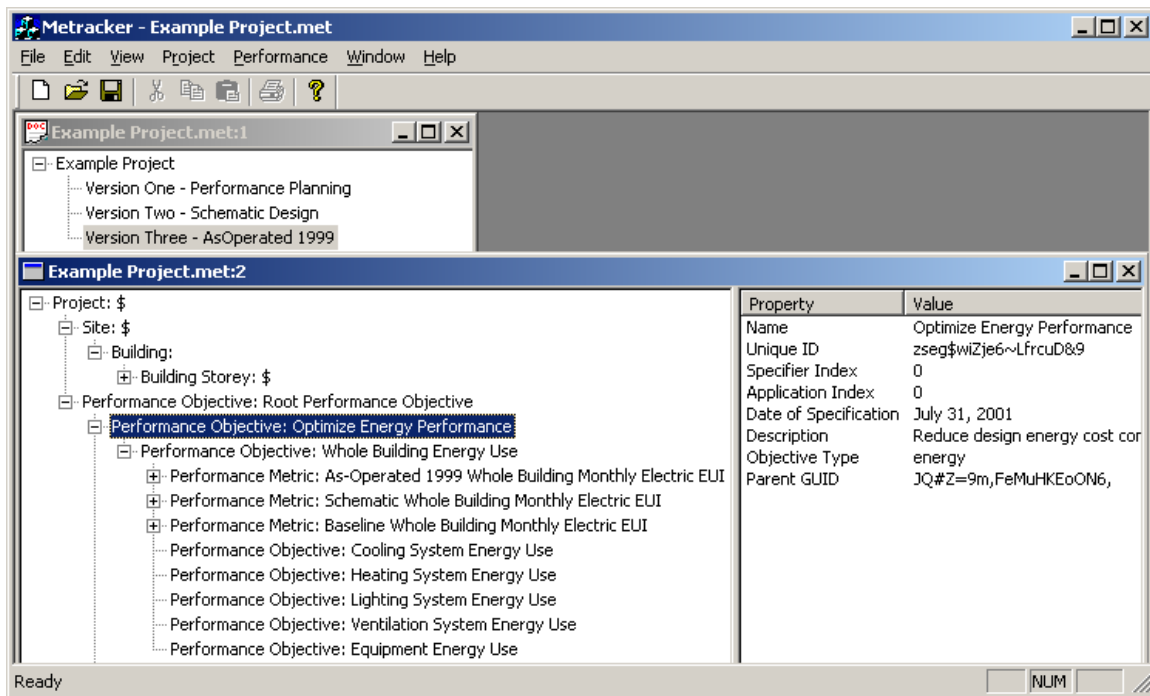 Metracker - Example Project.met
File Edit View Project Performance Window Help
Example Project.met:1
Example Project
Version One - Performance Planning
Version Two - Schematic Design
Version Three - AsOperated 1999
Example Project.met:2
Project: $
Site: $
Building:
Building Storey: $
Performance Objective: Root Performance Objective
Performance Objective: Optimize Energy Performance
Performance Objective: Whole Building Energy Use
Performance Metric: As-Operated 1999 Whole Building Monthly Electric EUI
Performance Metric: Schematic Whole Building Monthly Electric EUI
Performance Metric: Baseline Whole Building Monthly Electric EUI
Performance Objective: Cooling System Energy Use
Performance Objective: Heating System Energy Use
Performance Objective: Lighting System Energy Use
Performance Objective: Ventilation System Energy Use
Performance Objective: Equipment Energy Use
Property Value
Name Optimize Energy Performance
Unique ID zseg$wiZje6~LfrcuD&9
Specifier Index 0
Application Index 0
Date of Specification July 31, 2001
Description Reduce design energy cost cor
Objective Type energy
Parent GUID JQ#Z=9m,FeMuHKEoON6,
Ready NUM